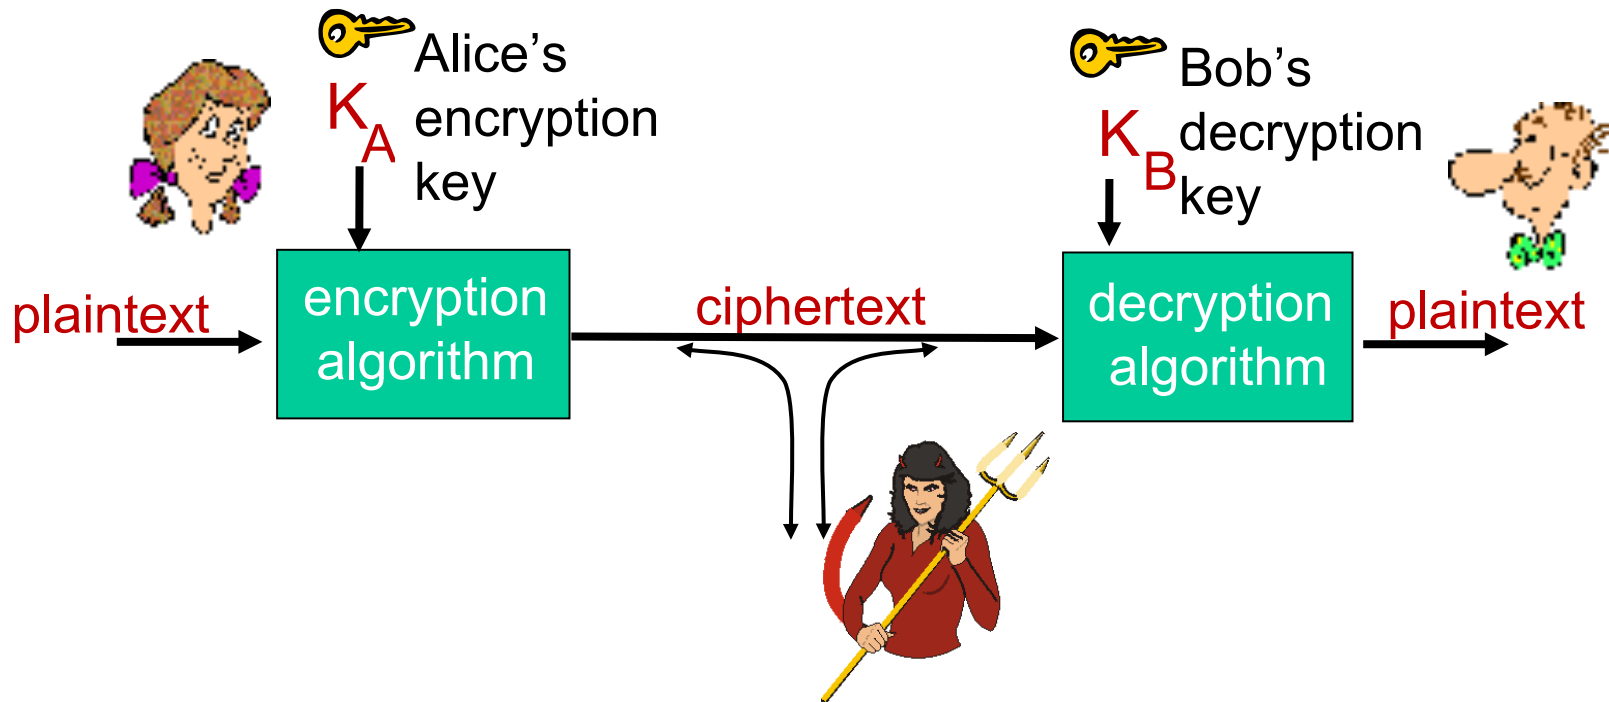 Alice's
encryption
key
K_A
Bob's
decryption
key
K_B
plaintext
encryption
algorithm
ciphertext
decryption
algorithm
plaintext